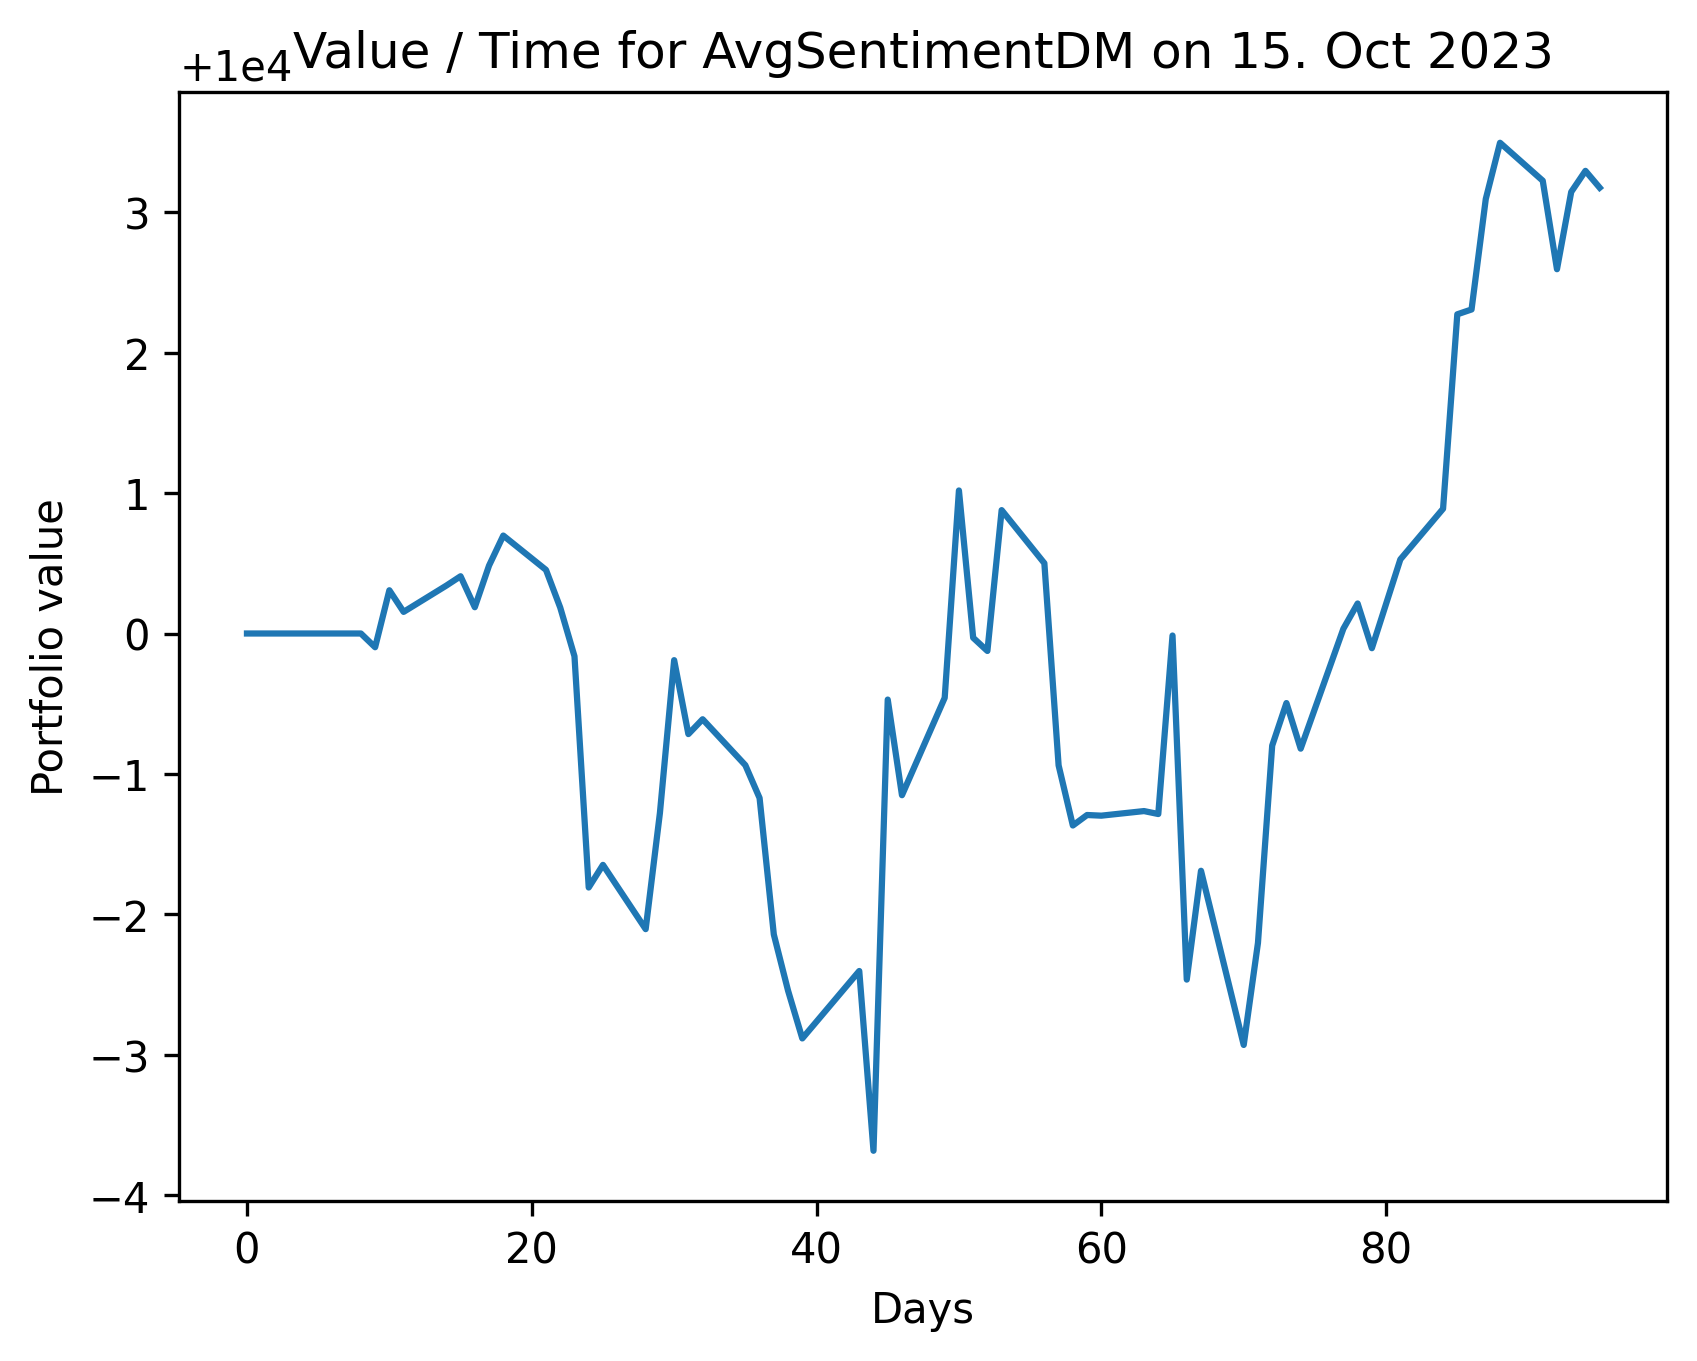 Value / Time for AvgSentimentDM on 15. Oct 2023
+1e4
3
2
1
0
−1
−2
−3
−4
Portfolio value
0 20 40 60 80
Days